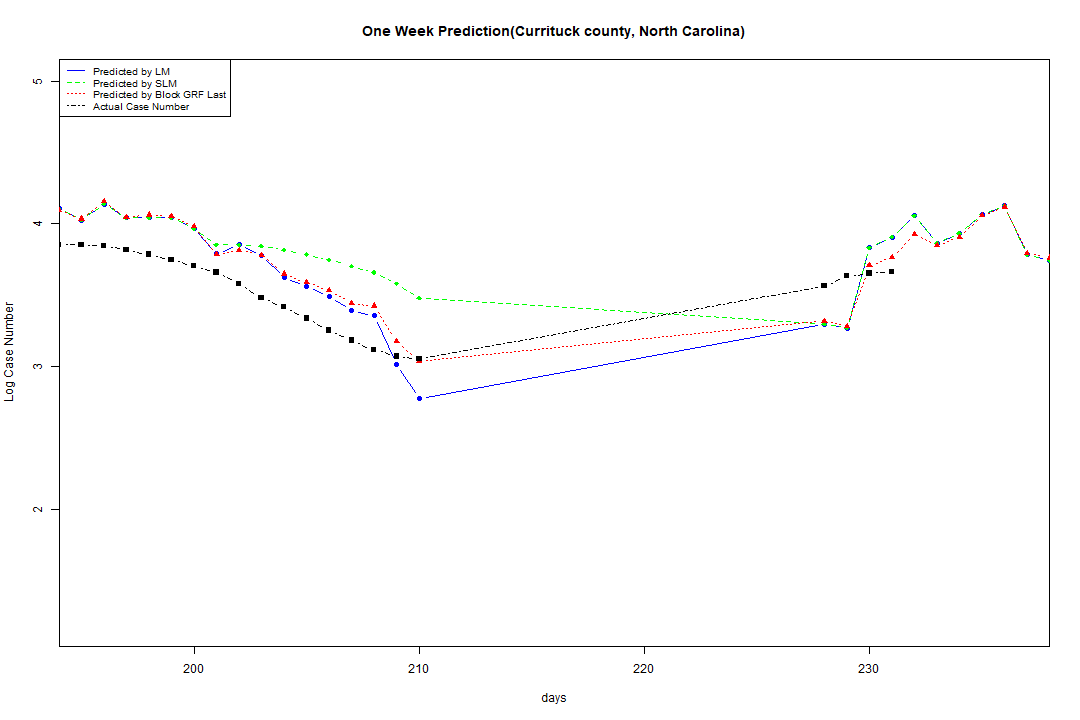 One Week Prediction(Currituck county, North Carolina)
Predicted by LM
Predicted by SLM
Predicted by Block GRF Last
Actual Case Number
5
4
3
2
Log Case Number
200 210 220 230
days